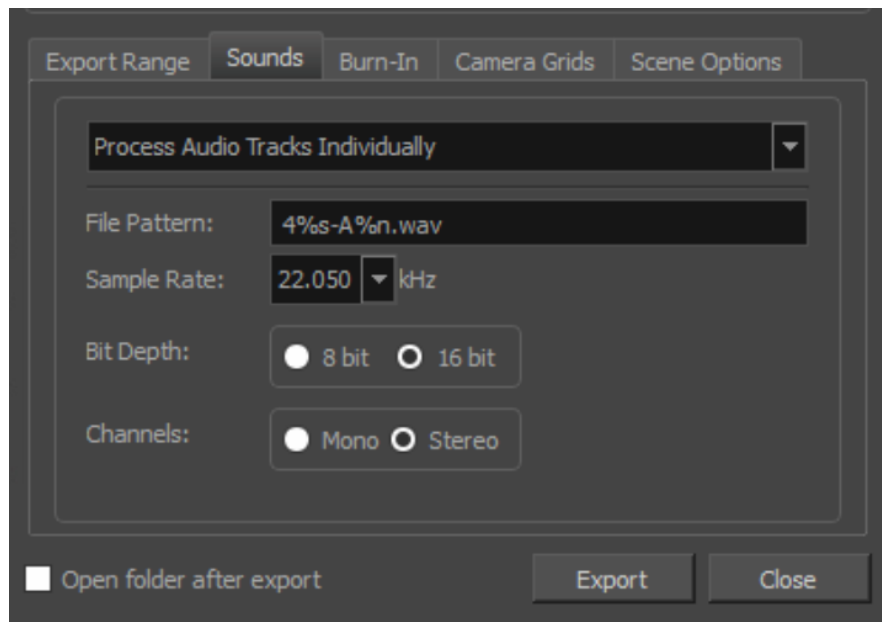 Export Range Sounds Burn-In Camera Grids Scene Options
Process Audio Tracks Individually
File Pattern: 4%s-A%n.wav
Sample Rate: 22.050 kHz
Bit Depth: 8 bit 16 bit
Channels: Mono Stereo
Open folder after export Export Close